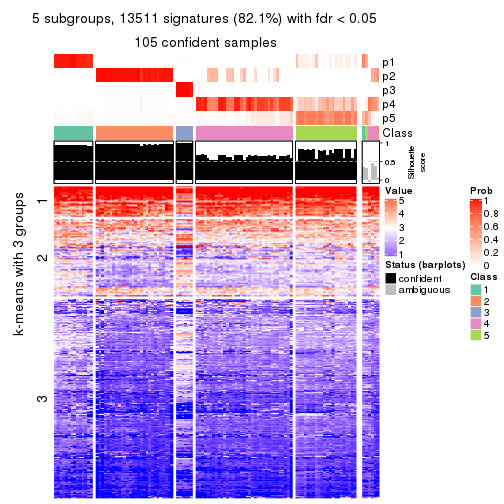 5 subgroups, 13511 signatures (82.1%) with fdr < 0.05
105 confident samples
p1
p2
p3
p4
p5
Class
1
0.5
0
Silhouette
score
k-means with 3 groups
1
2
3
Value
5
4
3
2
1
Status (barplots)
confident
ambiguous
Prob
1
0.8
0.6
0.4
0.2
0
Class
1
2
3
4
5